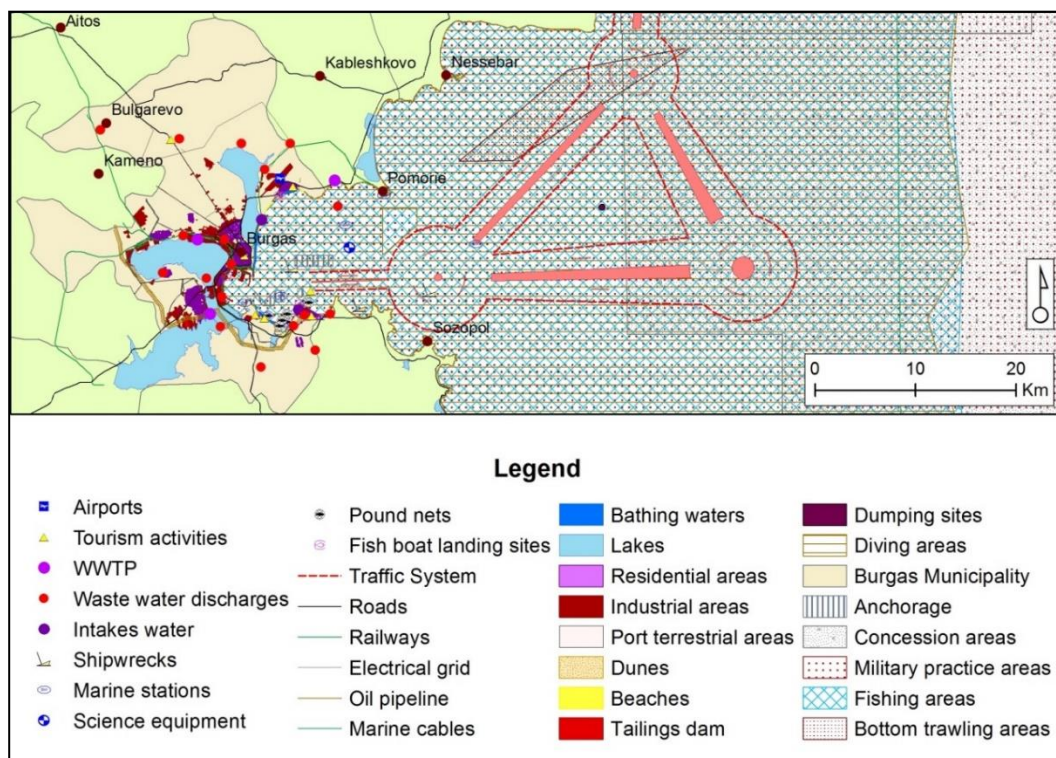 Aitos
Kableshkovo
Nessebar
Bulgarevo
Kameno
Pomorie
Burgas
Sozopol
0 10 20
Km
Legend
Airports
Tourism activities
WWTP
Waste water discharges
Intakes water
Shipwrecks
Marine stations
Science equipment
Pound nets
Fish boat landing sites
Traffic System
Roads
Railways
Electrical grid
Oil pipeline
Marine cables
Bathing waters
Lakes
Residential areas
Industrial areas
Port terrestrial areas
Dunes
Beaches
Tailings dam
Dumping sites
Diving areas
Burgas Municipality
Anchorage
Concession areas
Military practice areas
Fishing areas
Bottom trawling areas